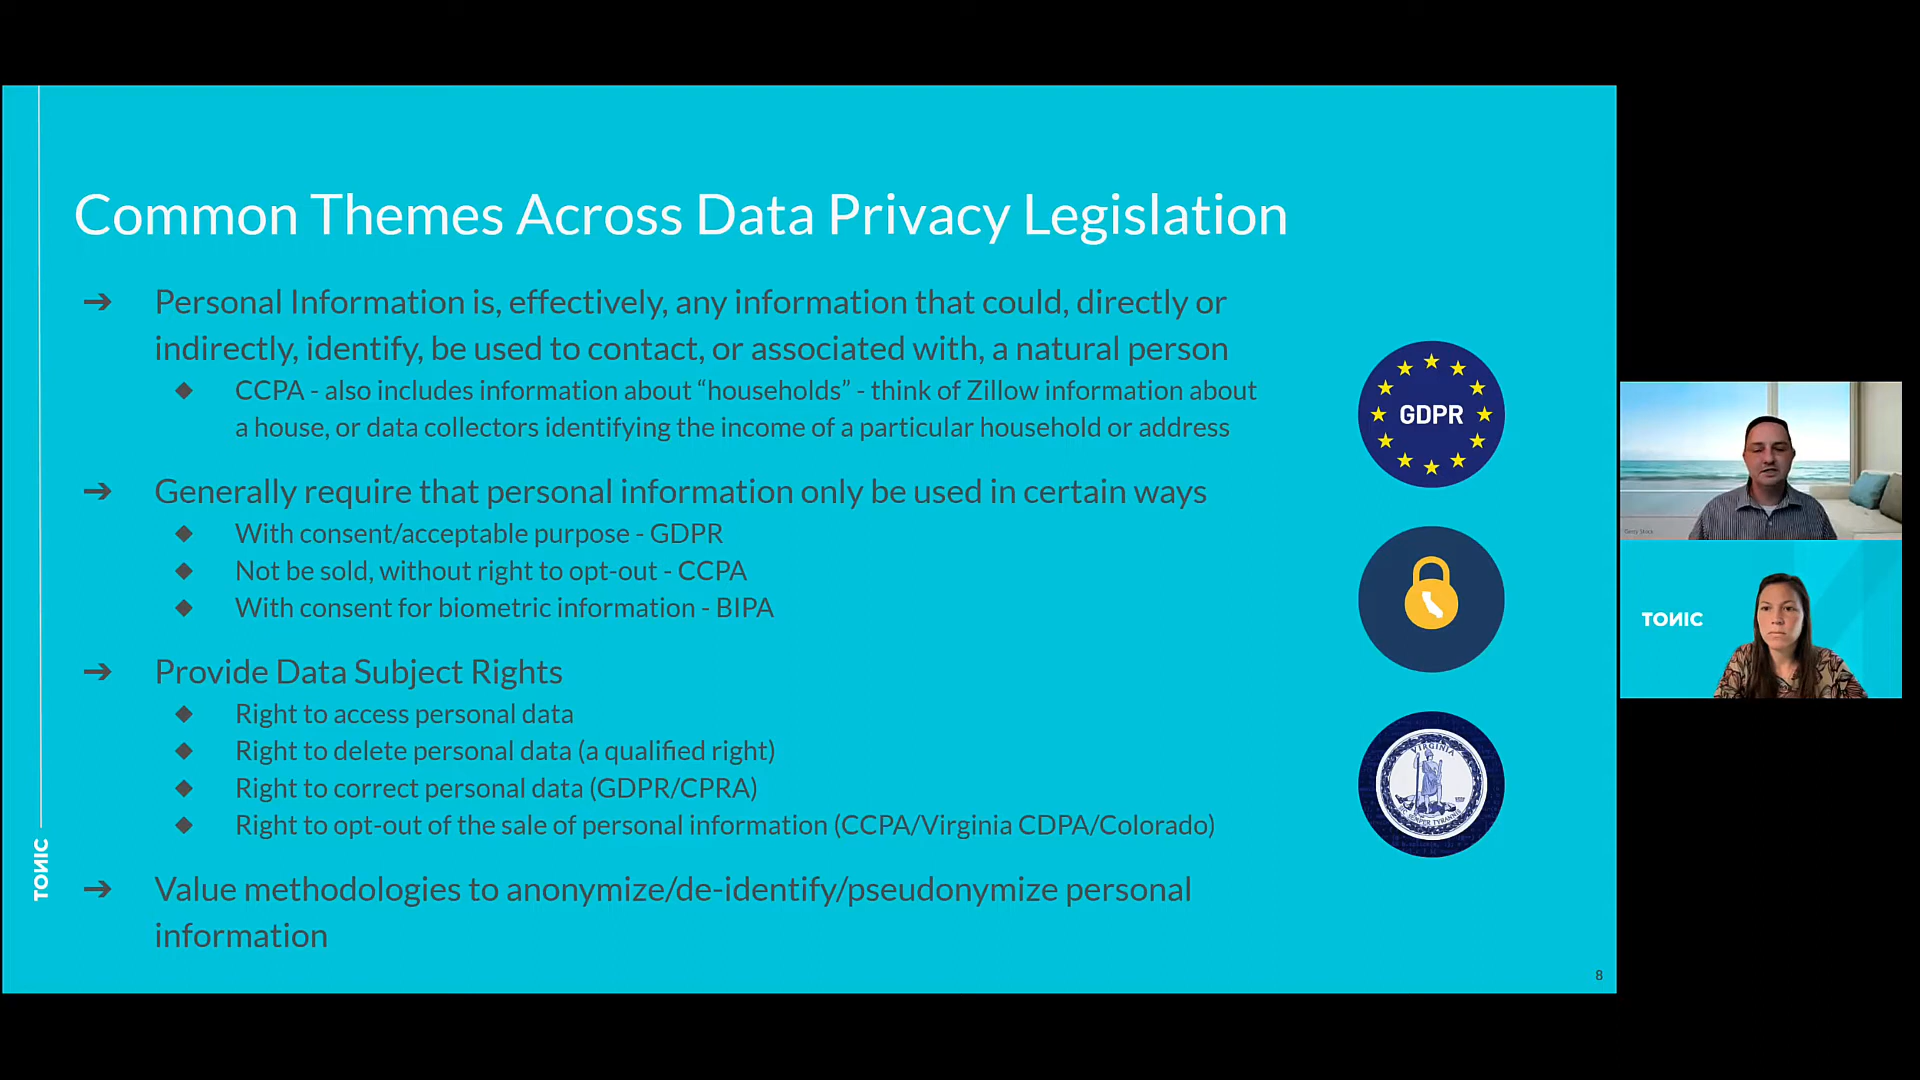 Common Themes Across Data Privacy Legislation
➔ Personal Information is, effectively, any information that could, directly or
indirectly, identify, be used to contact, or associated with, a natural person
◆ CCPA - also includes information about “households” - think of Zillow information about
a house, or data collectors identifying the income of a particular household or address
➔ Generally require that personal information only be used in certain ways
◆ With consent/acceptable purpose - GDPR
◆ Not be sold, without right to opt-out - CCPA
◆ With consent for biometric information - BIPA
➔ Provide Data Subject Rights
◆ Right to access personal data
◆ Right to delete personal data (a qualified right)
◆ Right to correct personal data (GDPR/CPRA)
◆ Right to opt-out of the sale of personal information (CCPA/Virginia CDPA/Colorado)
➔ Value methodologies to anonymize/de-identify/pseudonymize personal
information
TONIC
8
GDPR
VIRGINIA
SEMPER
TONIC